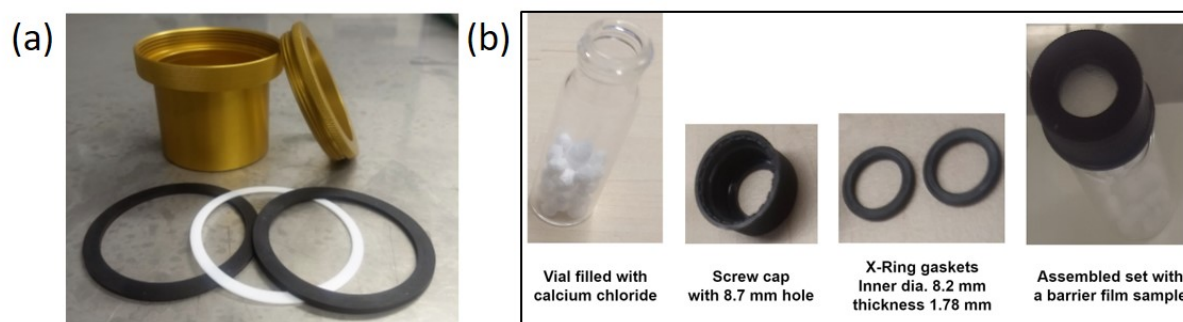 (a)
(b)
Vial filled with
calcium chloride
Screw cap
with 8.7 mm hole
X-Ring gaskets
Inner dia. 8.2 mm
thickness 1.78 mm
Assembled set with
a barrier film sample